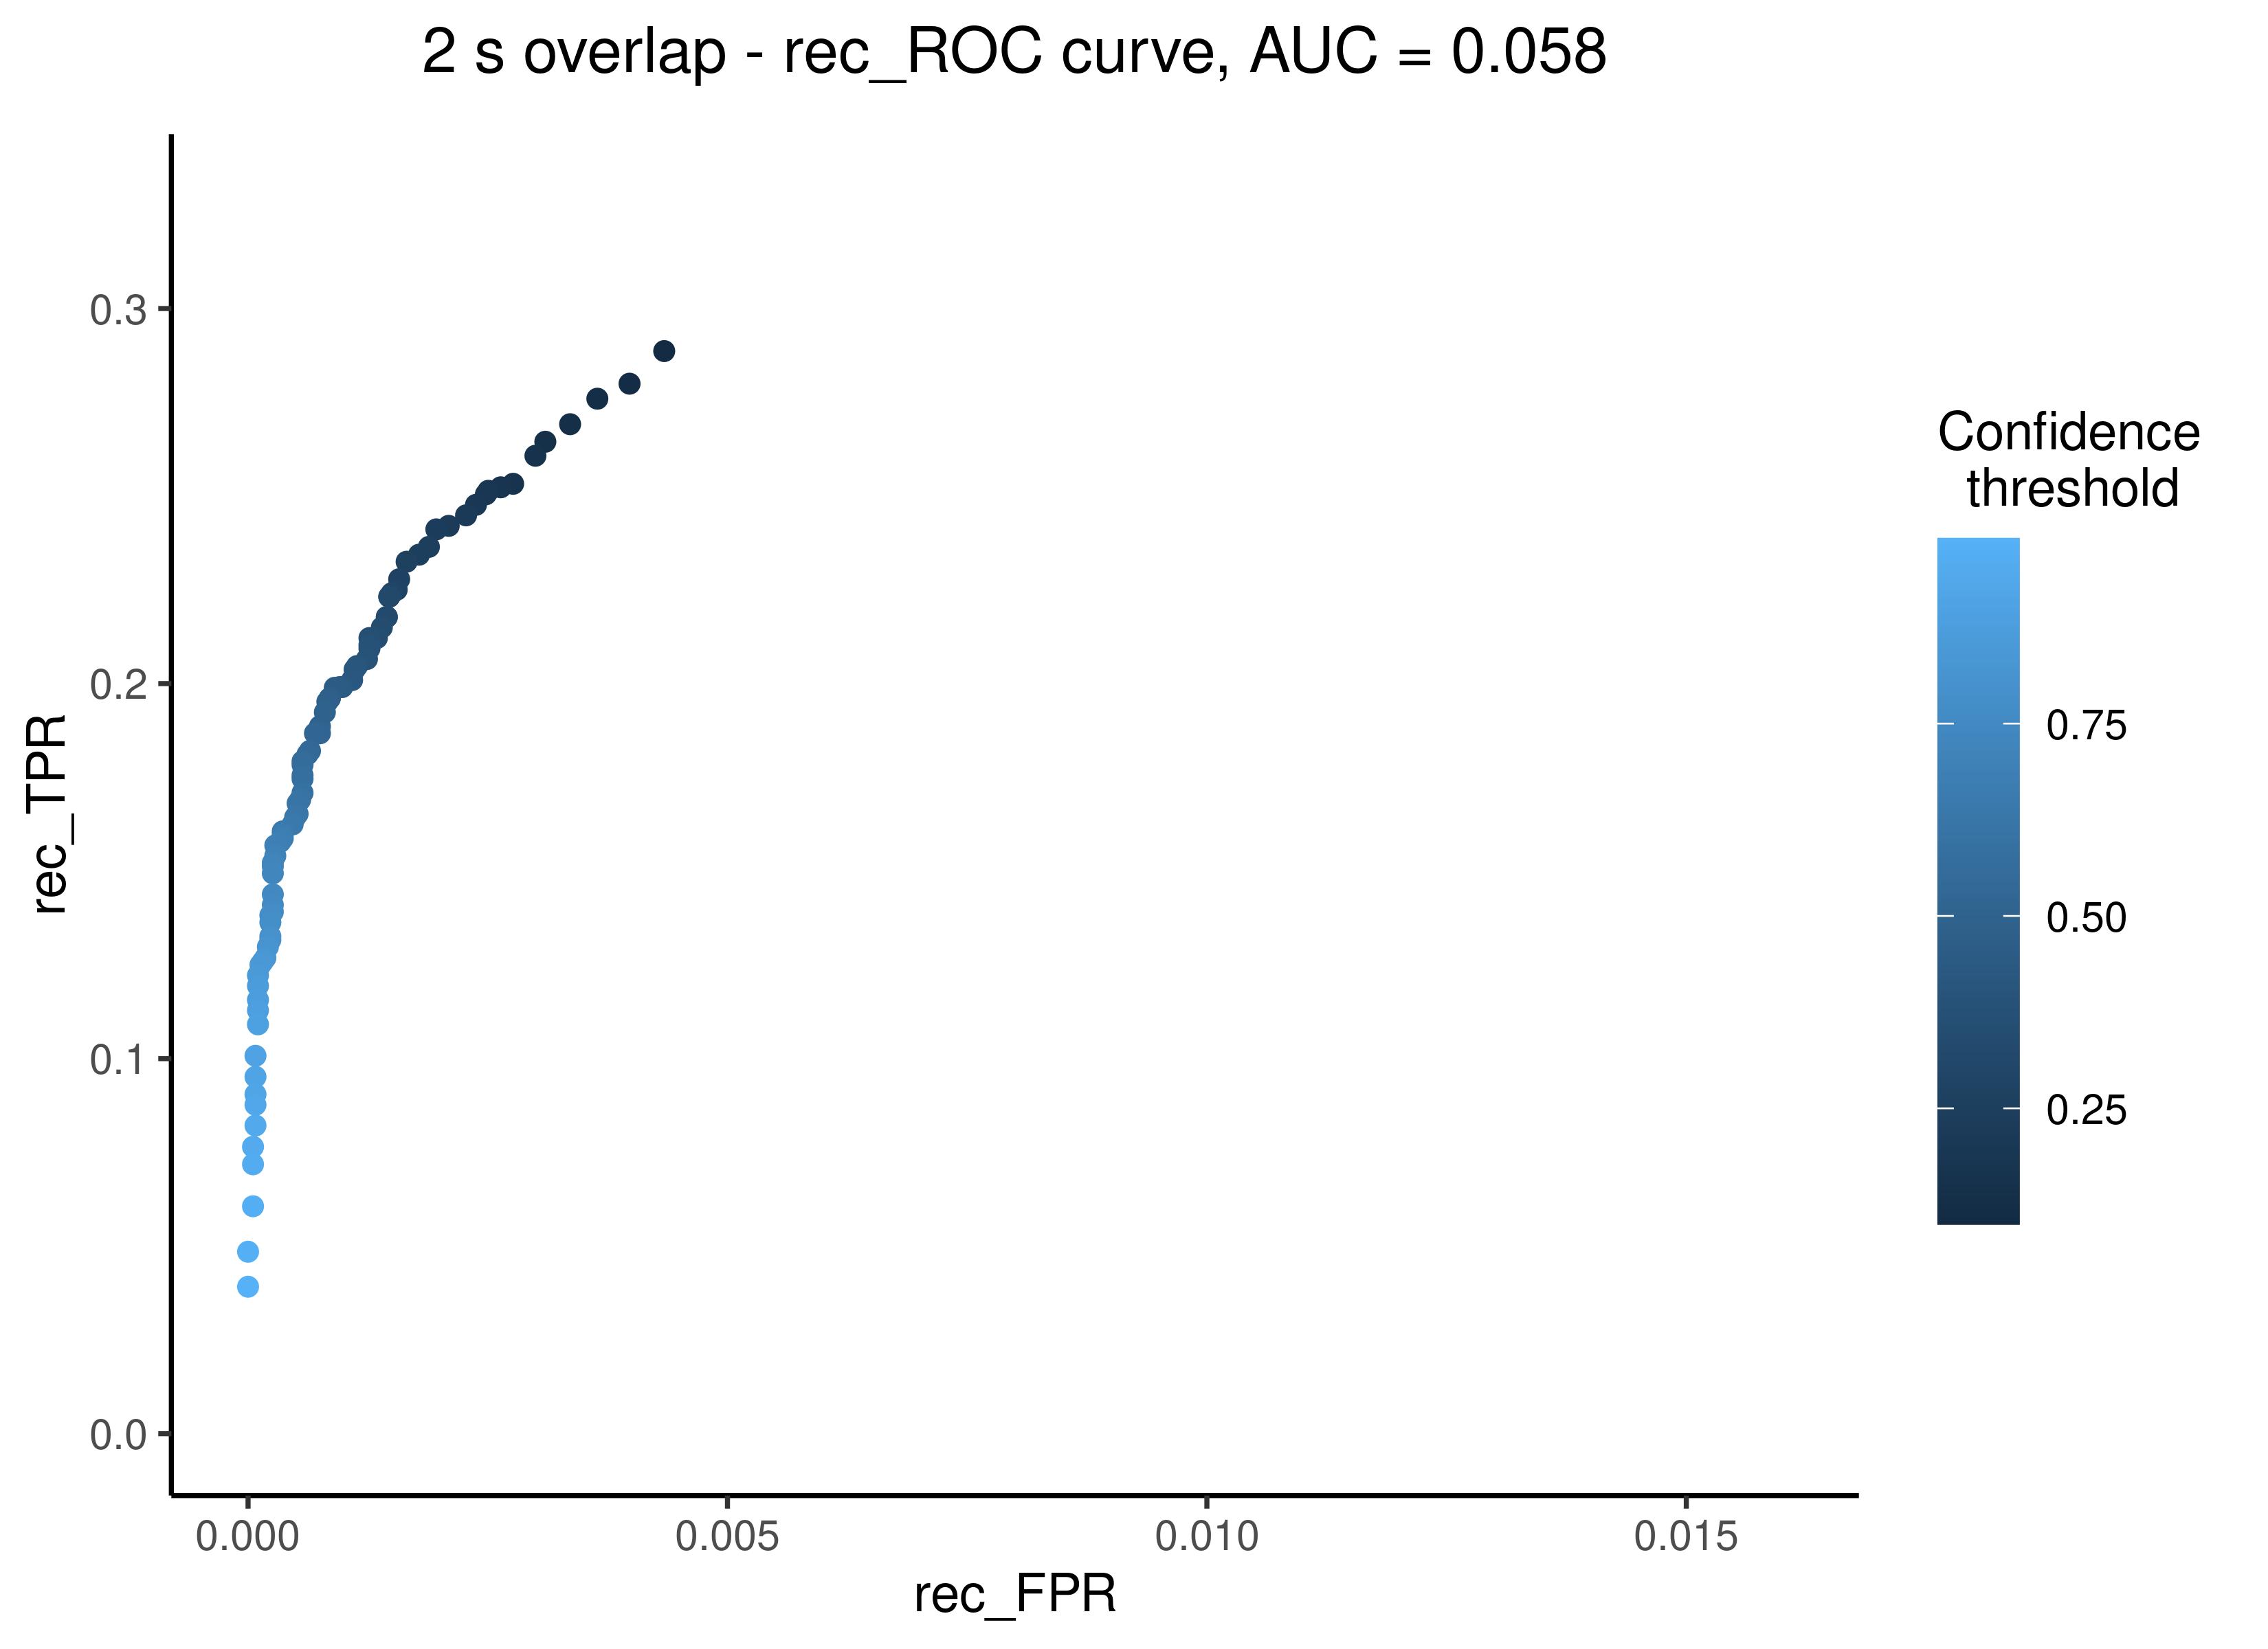 2 s overlap - rec_ROC curve, AUC = 0.058
rec_TPR
0.3
0.2
0.1
0.0
0.000
0.005
0.010
0.015
rec_FPR
Confidence
threshold
0.75
0.50
0.25